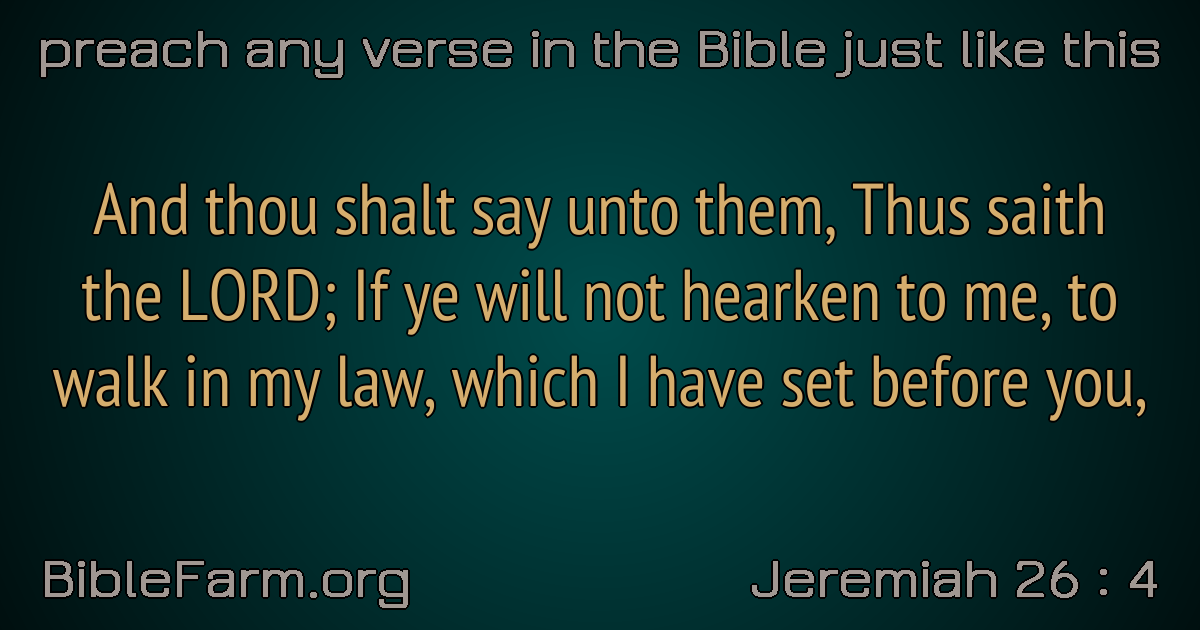 preach any verse in the Bible just like this
And thou shalt say unto them, Thus saith
the LORD; If ye will not hearken to me, to
walk in my law, which I have set before you,
BibleFarm.org
Jeremiah 26 : 4